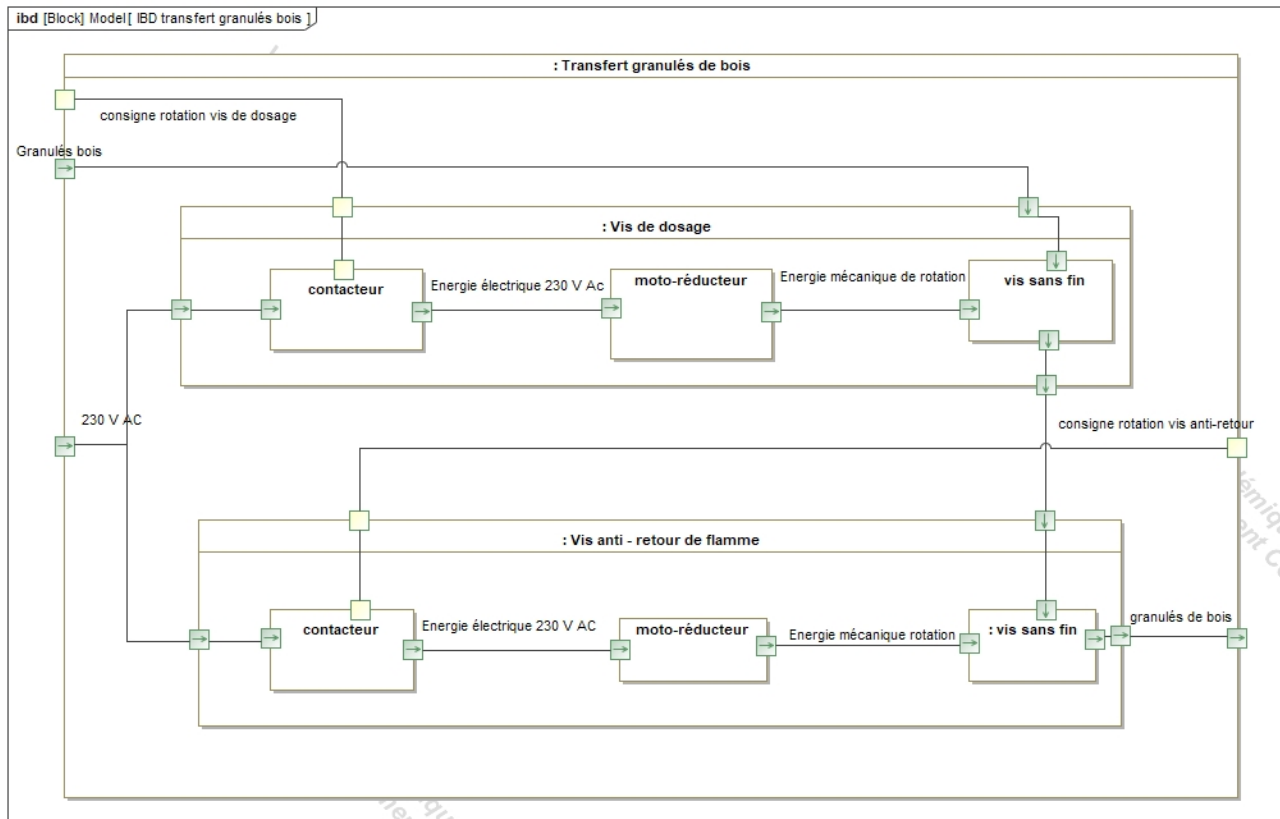 ibd [Block] Model[ IBD transfert granulés bois ]
: Transfert granulés de bois
consigne rotation vis de dosage
Granulés bois
: Vis de dosage
contacteur
Energie électrique 230 V Ac
moto-réducteur
Energie mécanique de rotation
vis sans fin
230 V AC
consigne rotation vis anti-retour
: Vis anti - retour de flamme
contacteur
Energie électrique 230 V AC
moto-réducteur
Energie mécanique rotation
: vis sans fin
granulés de bois